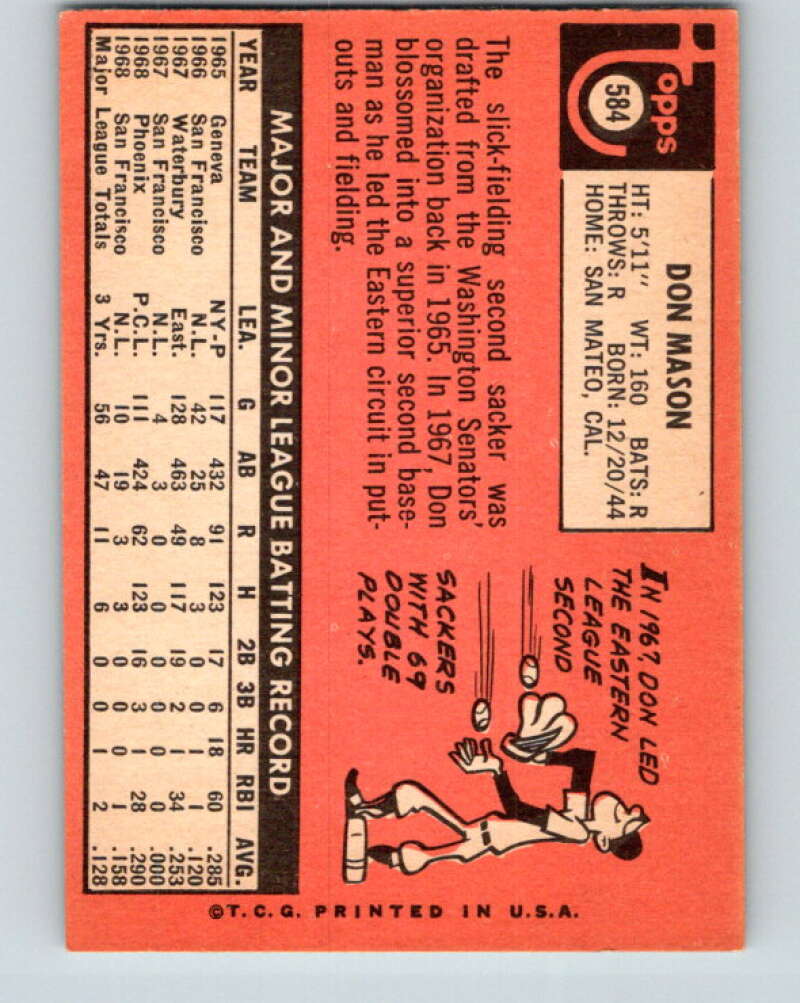 Topps
584
DON MASON
HT: 5'11" WT: 160 BATS: R
THROWS: R BORN: 12/20/44
HOME: SAN MATEO, CAL.
The slick-fielding second sacker was
drafted from the Washington Senators'
organization back in 1965. In 1967, Don
blossomed into a superior second base-
man as he led the Eastern circuit in put-
outs and fielding.
IN 1967, DON LED
THE EASTERN
LEAGUE
SECOND
SACKERS
WITH 69
DOUBLE
PLAYS.
MAJOR AND MINOR LEAGUE BATTING RECORD
YEAR TEAM LEA. G AB R H 2B 3B HR RBI AVG.
1965 Geneva NY-P 117 432 91 123 17 6 18 60 .285
1966 San Francisco N.L. 42 25 8 3 0 0 1 1 .120
1967 Waterbury East. 128 463 49 117 19 2 1 34 .253
1967 San Francisco N.L. 4 3 0 0 0 0 0 0 .000
1968 Phoenix P.C.L. 111 424 62 123 16 3 1 28 .290
1968 San Francisco N.L. 10 19 3 3 0 0 0 1 .158
Major League Totals 3 Yrs. 56 47 11 6 0 0 1 2 .128
©T.C.G. PRINTED IN U.S.A.